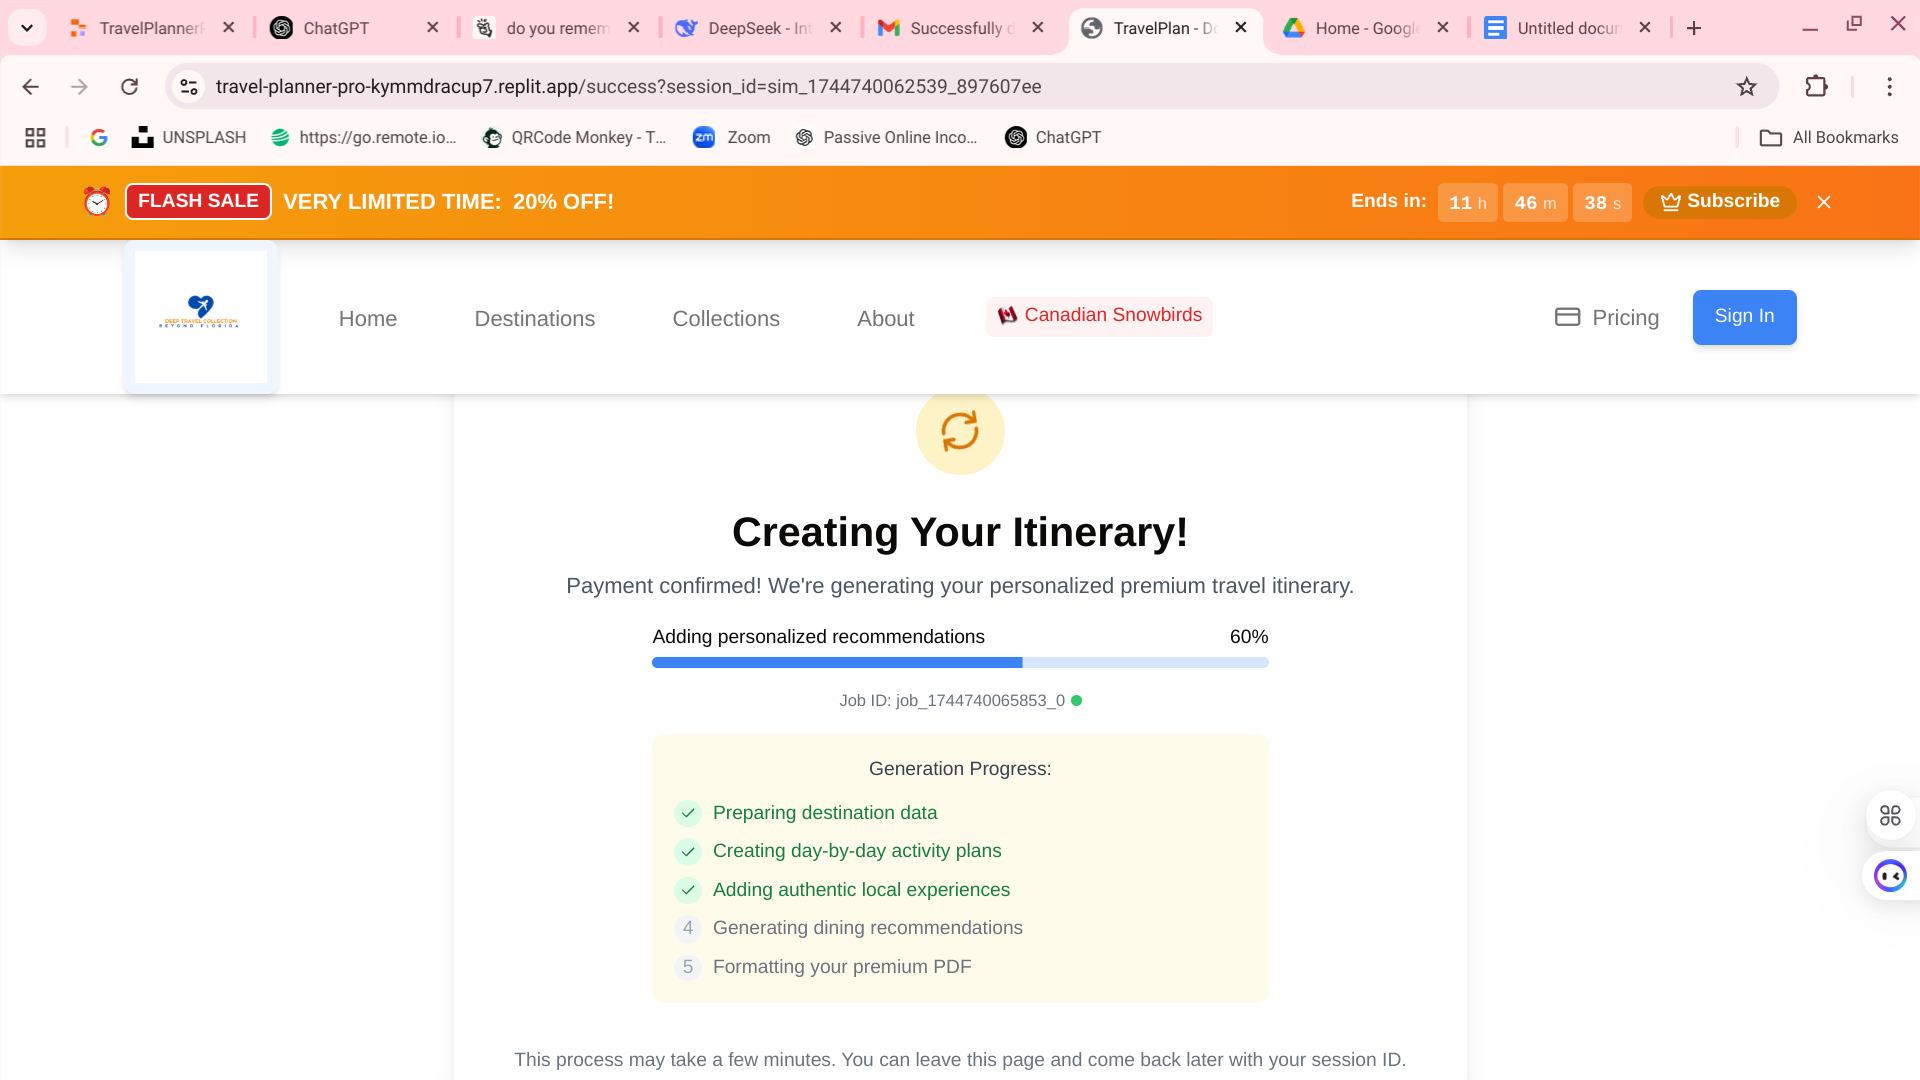 TravelPlannerP
ChatGPT
do you remem
DeepSeek - Int
Successfully d
TravelPlan - Do
Home - Google
Untitled docum
travel-planner-pro-kymmdracup7.replit.app/success?session_id=sim_1744740062539_897607ee
UNSPLASH
https://go.remote.io...
QRCode Monkey - T...
zm Zoom
Passive Online Inco...
ChatGPT
All Bookmarks
FLASH SALE VERY LIMITED TIME: 20% OFF!
Ends in: 11 h 46 m 38 s Subscribe
DEEP TRAVEL COLLECTION
BEYOND FLORIDA
Home
Destinations
Collections
About
Canadian Snowbirds
Pricing
Sign In
Creating Your Itinerary!
Payment confirmed! We're generating your personalized premium travel itinerary.
Adding personalized recommendations 60%
Job ID: job_1744740065853_0
Generation Progress:
Preparing destination data
Creating day-by-day activity plans
Adding authentic local experiences
4 Generating dining recommendations
5 Formatting your premium PDF
This process may take a few minutes. You can leave this page and come back later with your session ID.